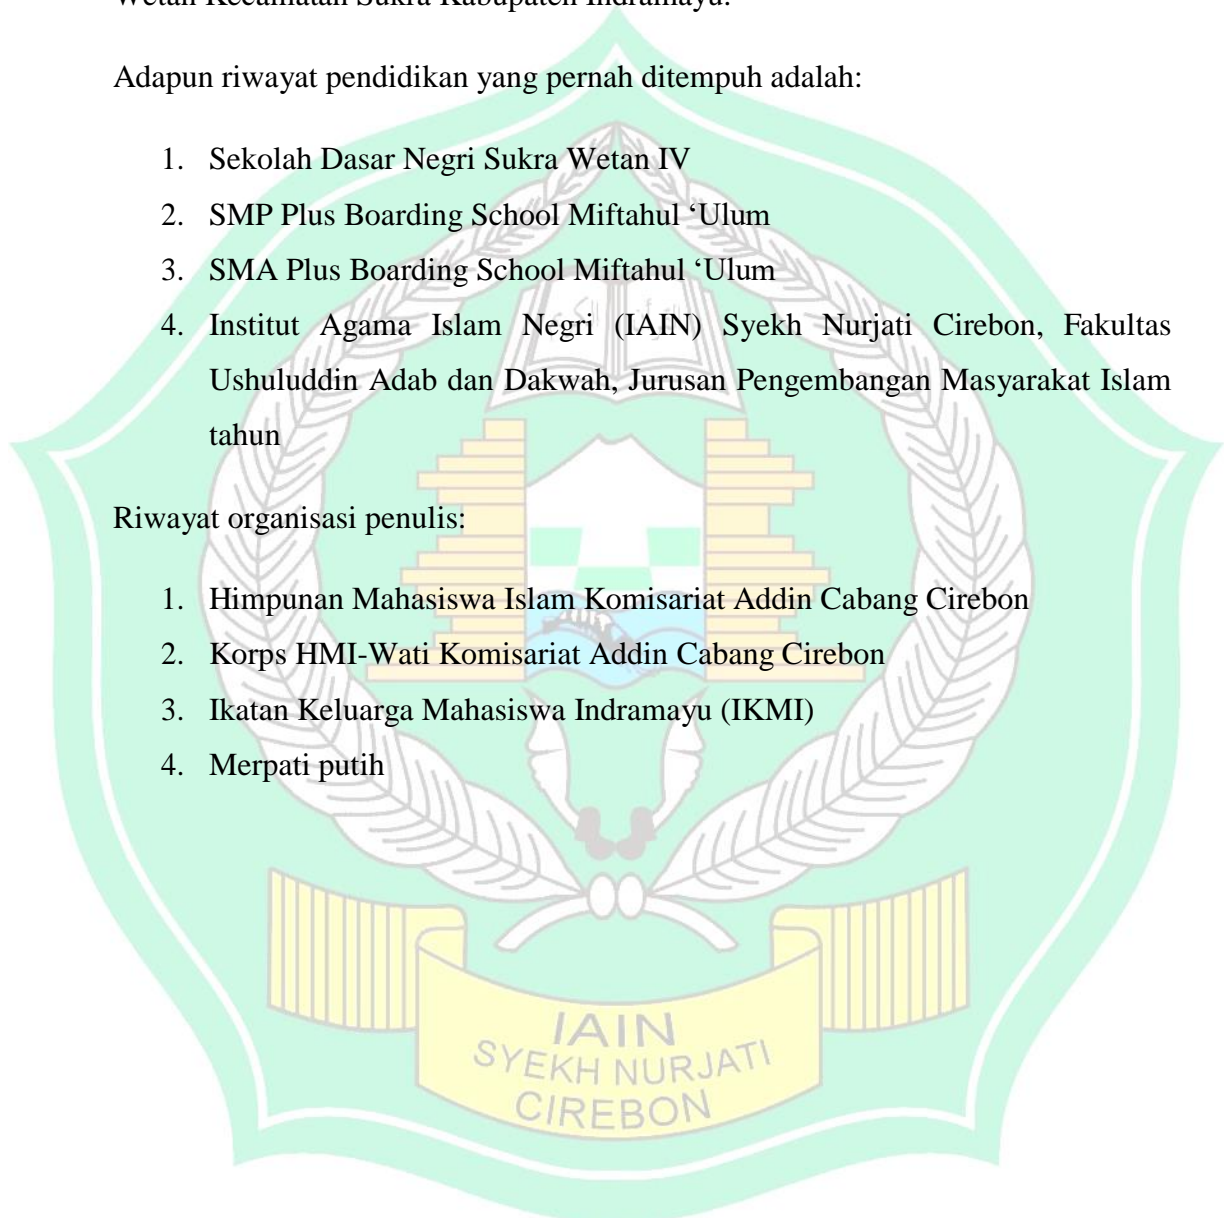 Wetan Kecamatan Sukra Kabupaten Indramayu.
Adapun riwayat pendidikan yang pernah ditempuh adalah:
1. Sekolah Dasar Negri Sukra Wetan IV
2. SMP Plus Boarding School Miftahul ‘Ulum
3. SMA Plus Boarding School Miftahul ‘Ulum
4. Institut Agama Islam Negri (IAIN) Syekh Nurjati Cirebon, Fakultas
Ushuluddin Adab dan Dakwah, Jurusan Pengembangan Masyarakat Islam
tahun
Riwayat organisasi penulis:
1. Himpunan Mahasiswa Islam Komisariat Addin Cabang Cirebon
2. Korps HMI-Wati Komisariat Addin Cabang Cirebon
3. Ikatan Keluarga Mahasiswa Indramayu (IKMI)
4. Merpati putih
IAIN
SYEKH NURJATI
CIREBON